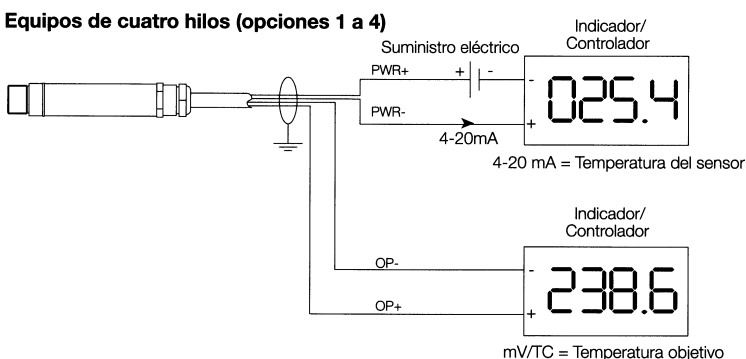 Equipos de cuatro hilos (opciones 1 a 4)
Indicador/
Controlador
Suministro eléctrico
PWR+
+ -
-
025.4
PWR-
+
4-20mA
4-20 mA = Temperatura del sensor
Indicador/
Controlador
OP-
-
238.6
OP+
+
mV/TC = Temperatura objetivo